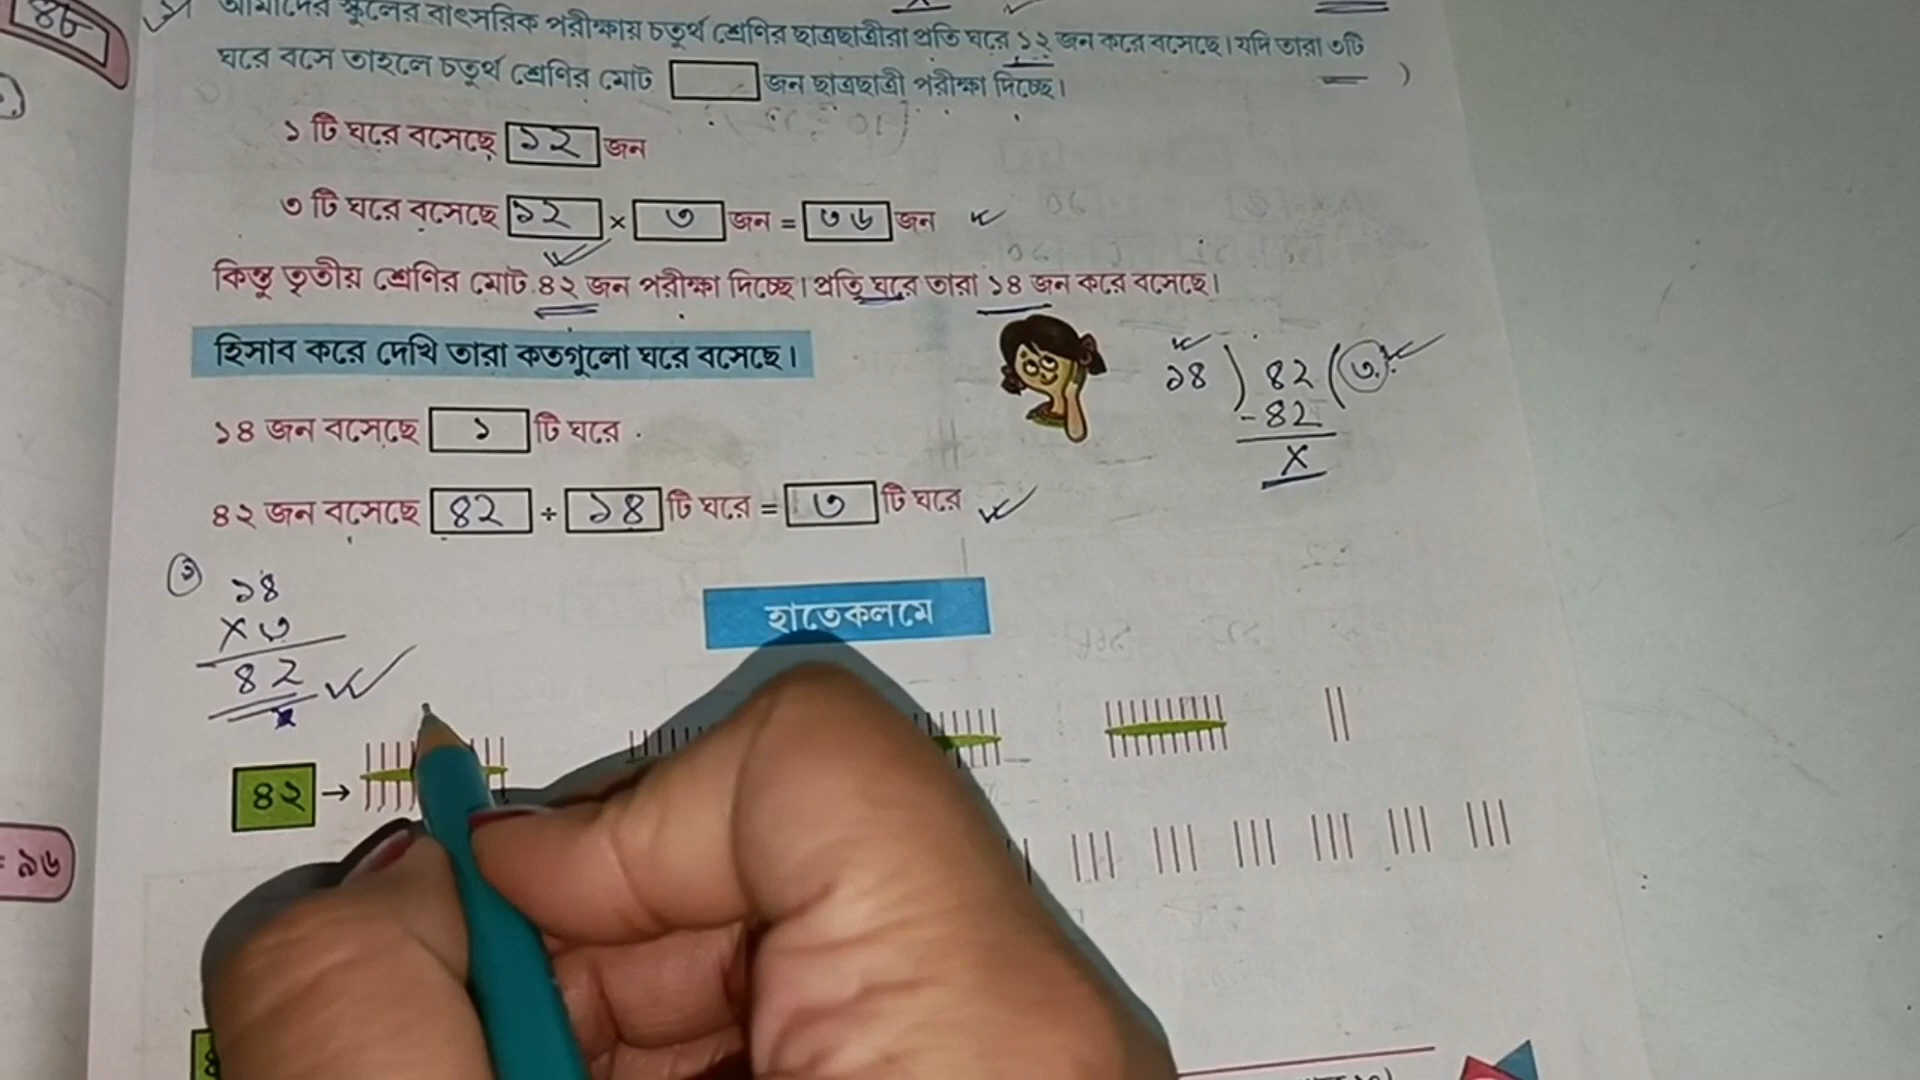 ৪৮
আমাদের স্কুলের বাৎসরিক পরীক্ষায় চতুর্থ শ্রেণির ছাত্রছাত্রীরা প্রতি ঘরে ১২ জন করে বসেছে। যদি তারা ৩টি
ঘরে বসে তাহলে চতুর্থ শ্রেণির মোট জন ছাত্রছাত্রী পরীক্ষা দিচ্ছে।
১ টি ঘরে বসেছে ১২ জন
৩ টি ঘরে বসেছে ১২ × ৩ জন = ৩৬ জন
কিন্তু তৃতীয় শ্রেণির মোট ৪২ জন পরীক্ষা দিচ্ছে। প্রতি ঘরে তারা ১৪ জন করে বসেছে।
হিসাব করে দেখি তারা কতগুলো ঘরে বসেছে।
১৪ ) ৪২ ( ৩
- ৪২
x
১৪ জন বসেছে ১ টি ঘরে
৪২ জন বসেছে ৪২ ÷ ১৪ টি ঘরে = ৩ টি ঘরে
১৪
x ৩
৪২
হাতেকলমে
৪২ →
= ৯৬